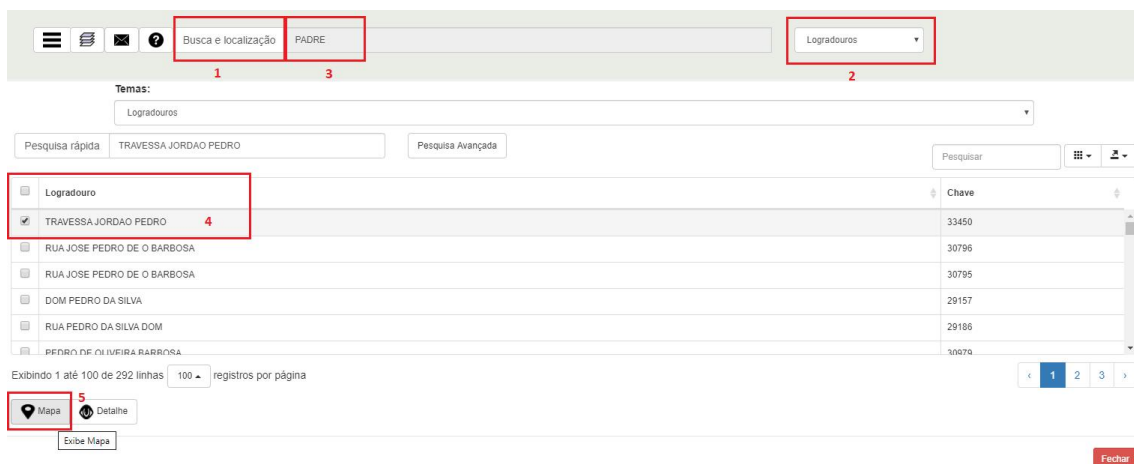 Busca e localização PADRE Logradouros
1 3 2
Temas:
Logradouros
Pesquisa rápida TRAVESSA JORDAO PEDRO Pesquisa Avançada
Pesquisar
Logradouro Chave
TRAVESSA JORDAO PEDRO 4 33450
RUA JOSE PEDRO DE O BARBOSA 30796
RUA JOSE PEDRO DE O BARBOSA 30795
DOM PEDRO DA SILVA 29157
RUA PEDRO DA SILVA DOM 29186
PEDRO DE OLIVEIRA BARBOSA 30979
Exibindo 1 até 100 de 292 linhas 100 registros por página ‹ 1 2 3 ›
5
Mapa Detalhe
Exibe Mapa
Fechar